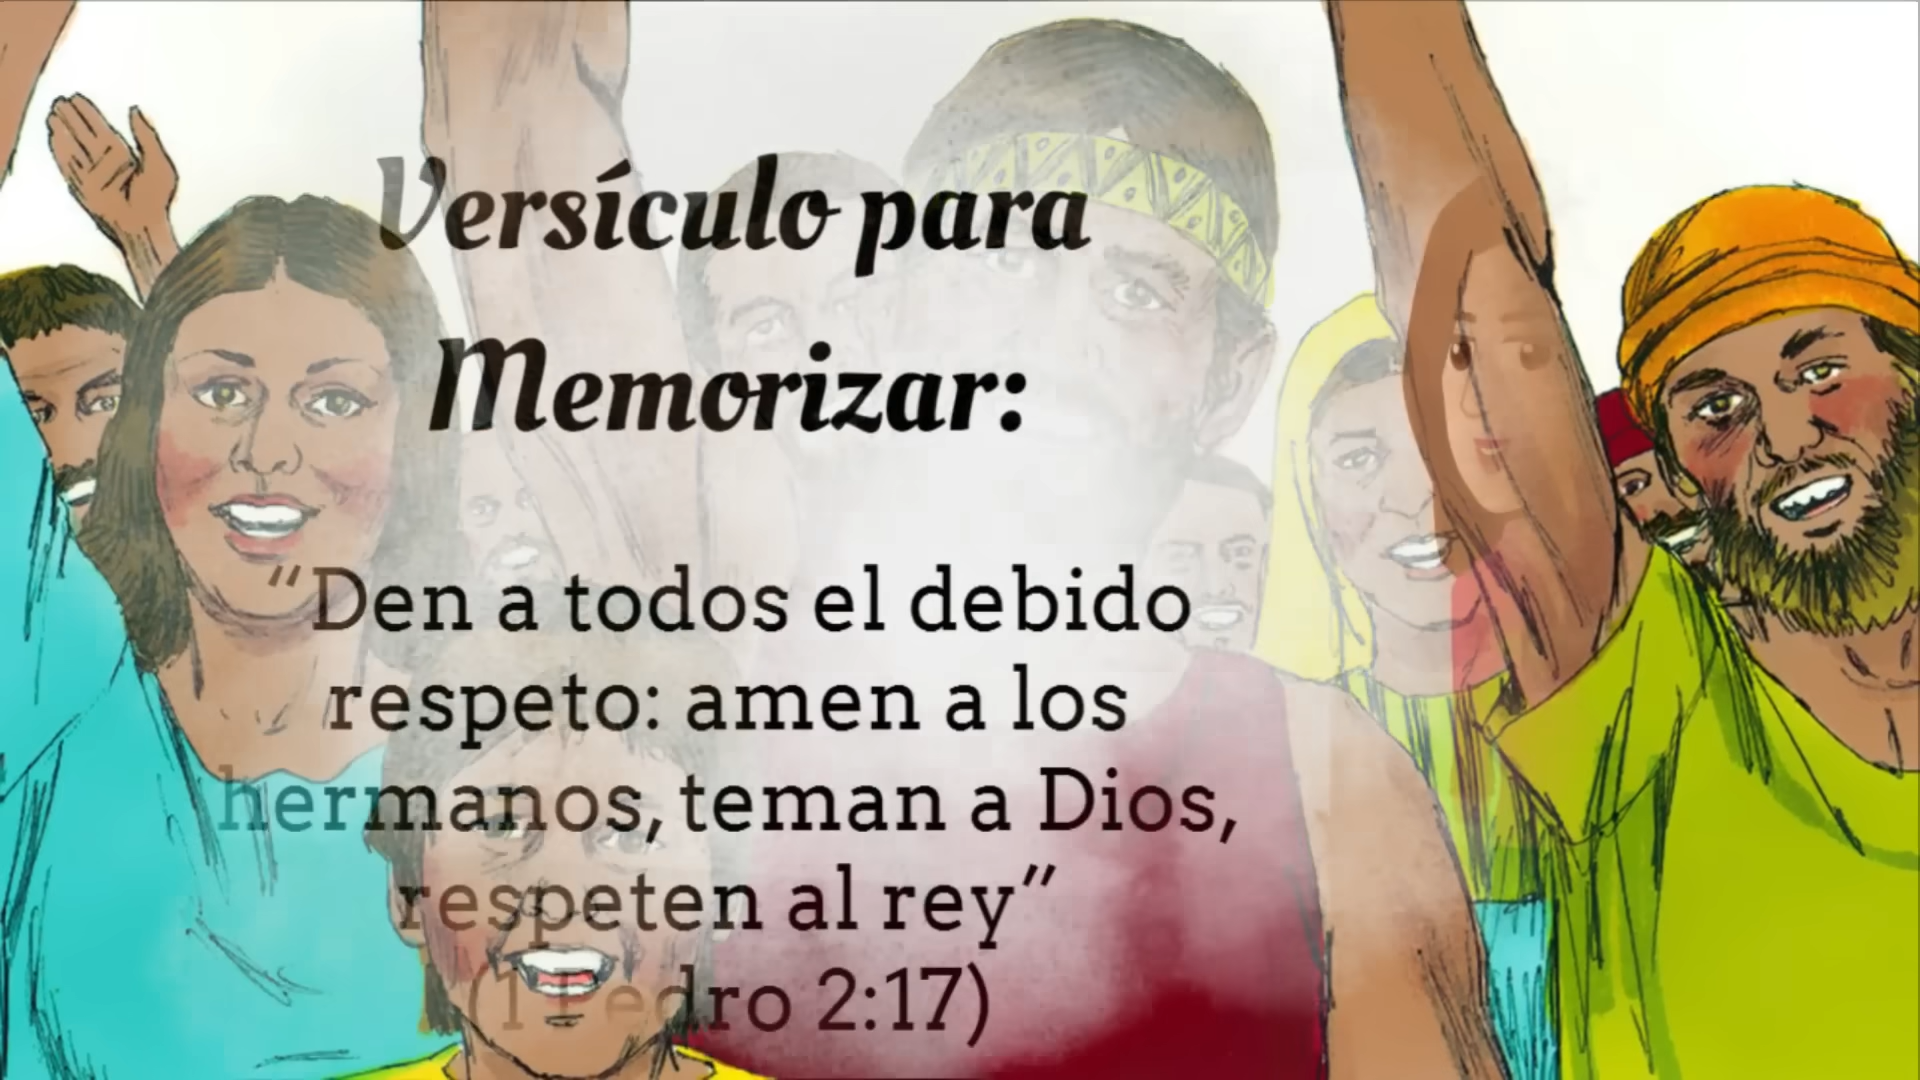 Versículo para
Memorizar:
“Den a todos el debido
respeto: amen a los
hermanos, teman a Dios,
respeten al rey”
(1 Pedro 2:17)